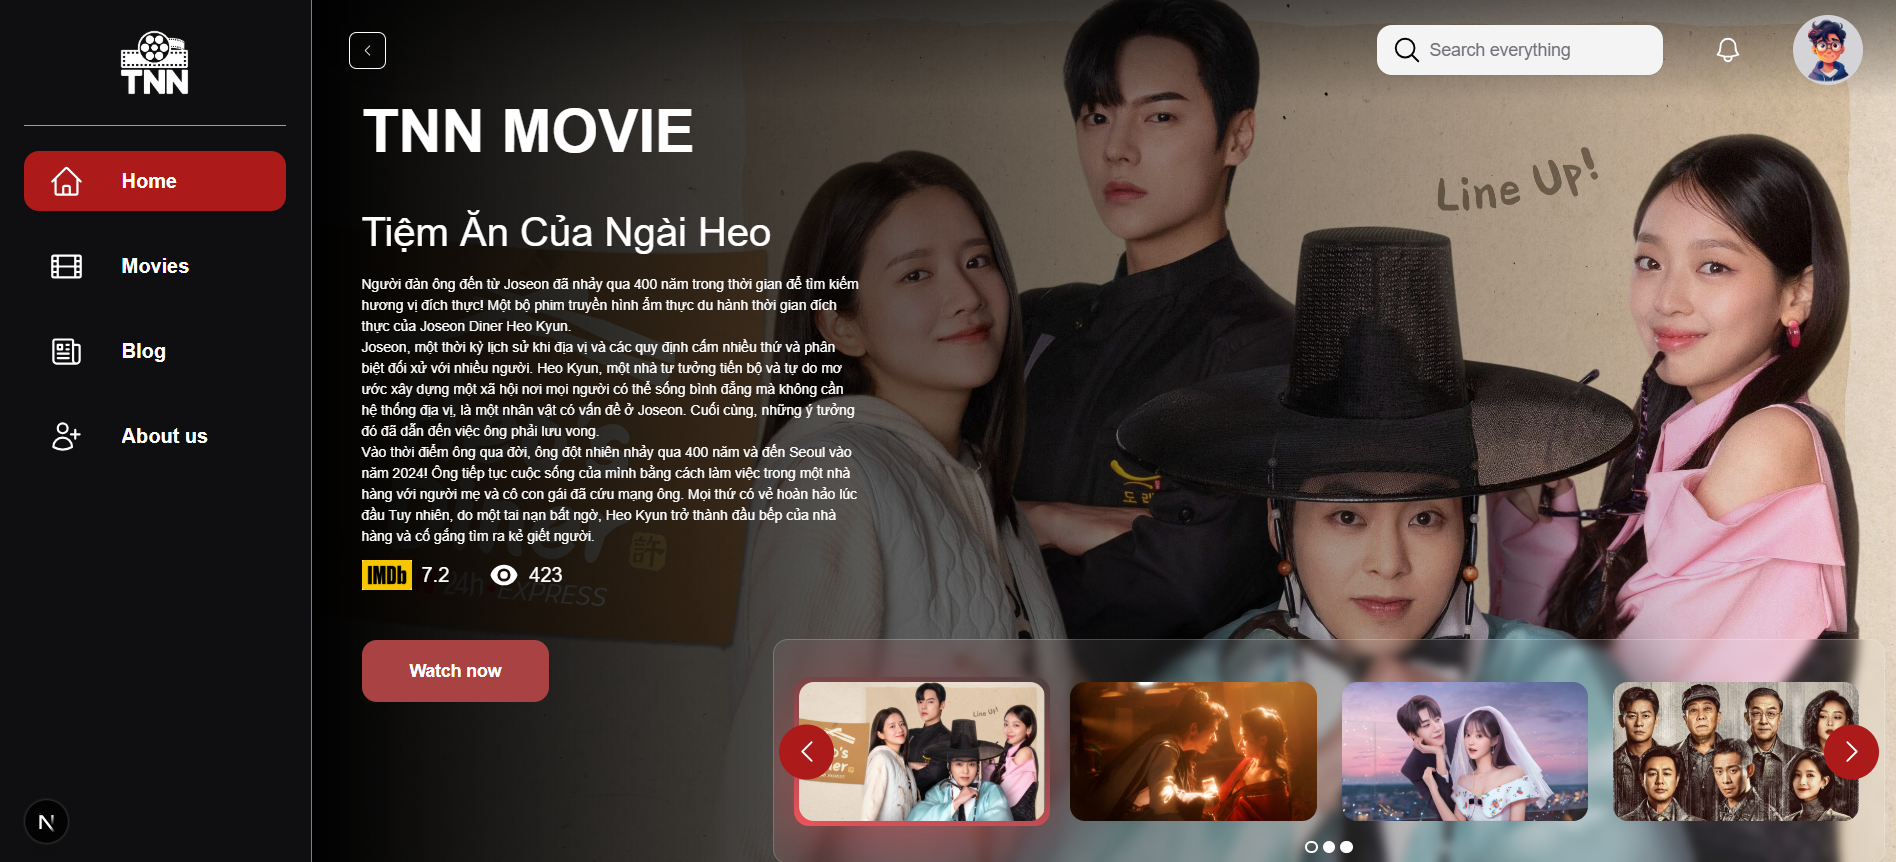 TNN
Search everything
TNN MOVIE
Home
Movies
Blog
About us
Line Up!
Tiệm Ăn Của Ngài Heo
Người đàn ông đến từ Joseon đã nhảy qua 400 năm trong thời gian để tìm kiếm
hương vị đích thực! Một bộ phim truyền hình ẩm thực du hành thời gian đích
thực của Joseon Diner Heo Kyun.
Joseon, một thời kỳ lịch sử khi địa vị và các quy định cấm nhiều thứ và phân
biệt đối xử với nhiều người. Heo Kyun, một nhà tư tưởng tiến bộ và tự do mơ
ước xây dựng một xã hội nơi mọi người có thể sống bình đẳng mà không cần
hệ thống địa vị, là một nhân vật có vấn đề ở Joseon. Cuối cùng, những ý tưởng
đó đã dẫn đến việc ông phải lưu vong.
Vào thời điểm ông qua đời, ông đột nhiên nhảy qua 400 năm và đến Seoul vào
năm 2024! Ông tiếp tục cuộc sống của mình bằng cách làm việc trong một nhà
hàng với người mẹ và cô con gái đã cứu mạng ông. Mọi thứ có vẻ hoàn hảo lúc
đầu Tuy nhiên, do một tai nạn bất ngờ, Heo Kyun trở thành đầu bếp của nhà
hàng và cố gắng tìm ra kẻ giết người.
許
24h EXPRESS
IMDb 7.2 423
Watch now
Line Up!
N